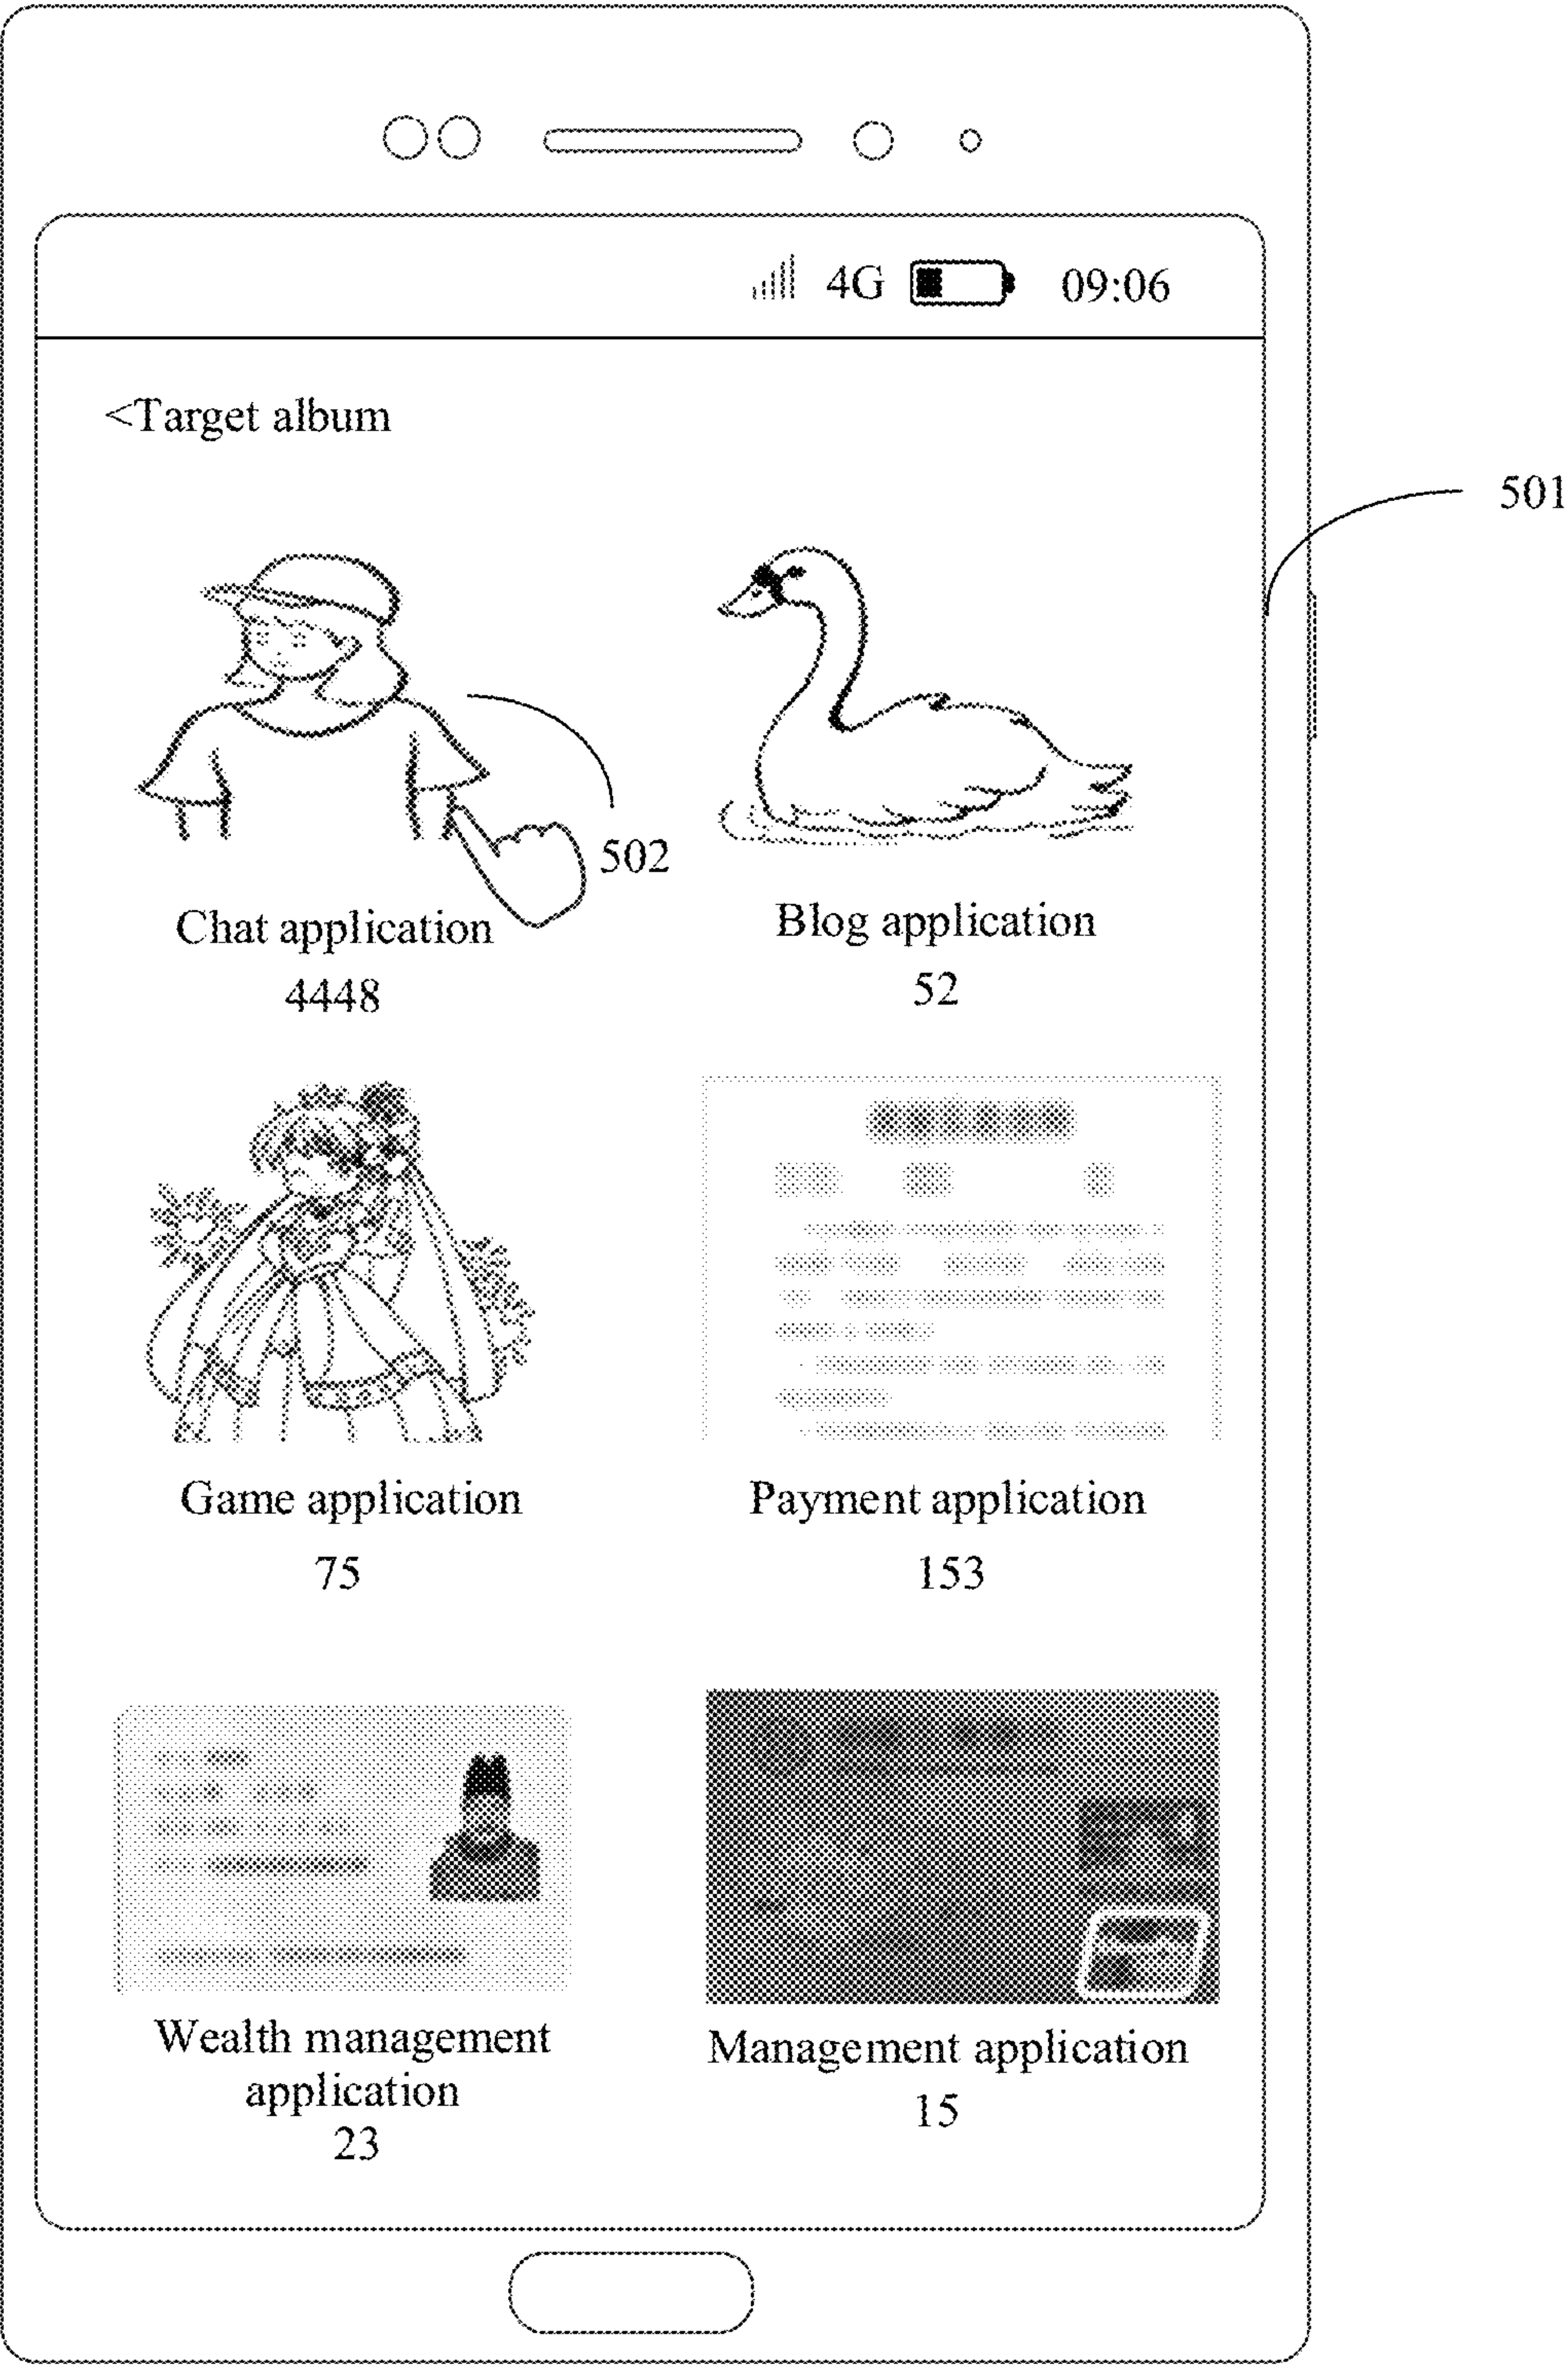 4G 09:06
<Target album
501
502
Chat application
Blog application
4448
52
Game application
Payment application
75
153
Wealth management
application
23
Management application
15